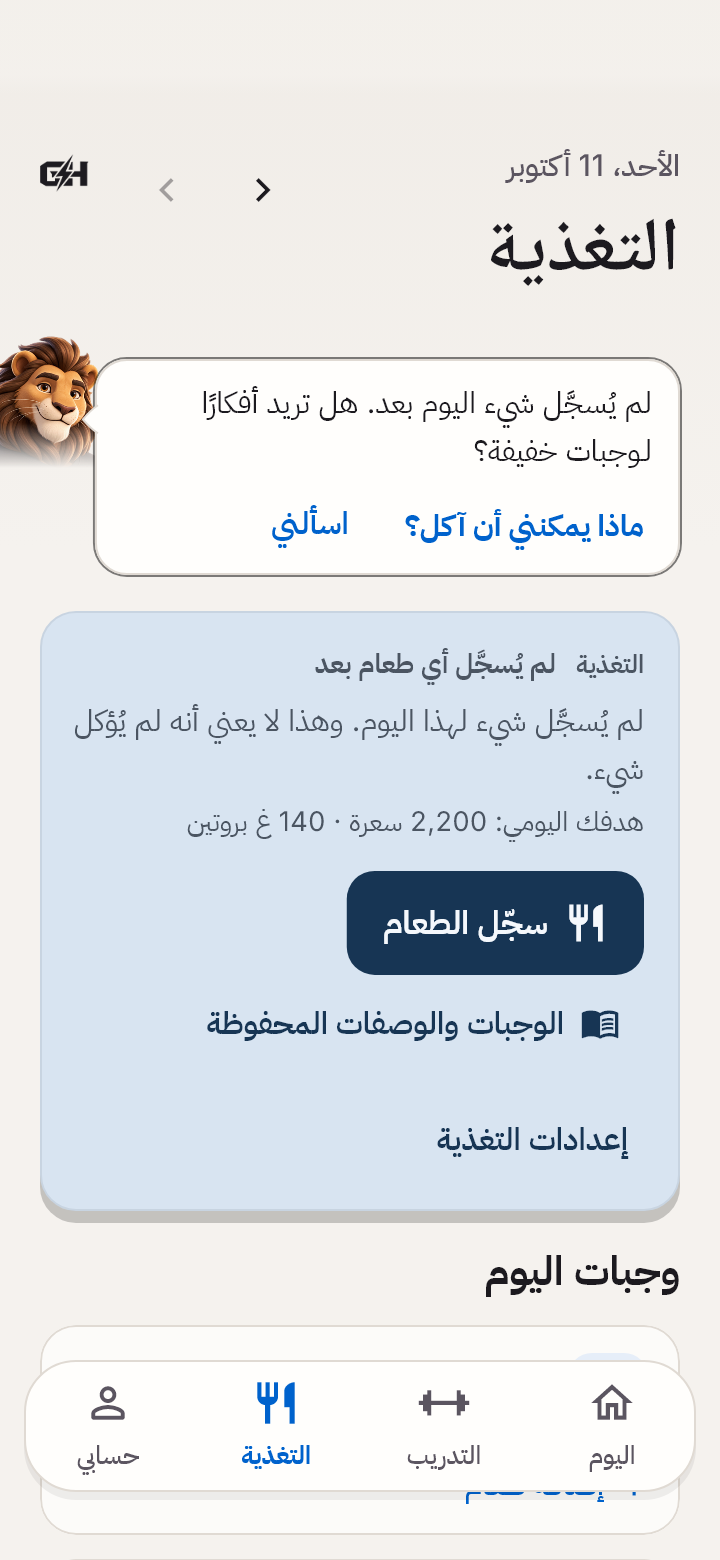 الأحد، 11 أكتوبر
GH
التغذية
لم يُسجَّل شيء اليوم بعد. هل تريد أفكارًا
لوجبات خفيفة؟
ماذا يمكنني أن آكل؟
اسألني
التغذية لم يُسجَّل أي طعام بعد
لم يُسجَّل شيء لهذا اليوم. وهذا لا يعني أنه لم يُؤكل
شيء.
هدفك اليومي: 2,200 سعرة · 140 غ بروتين
سجّل الطعام
الوجبات والوصفات المحفوظة
إعدادات التغذية
وجبات اليوم
اليوم
التدريب
التغذية
حسابي